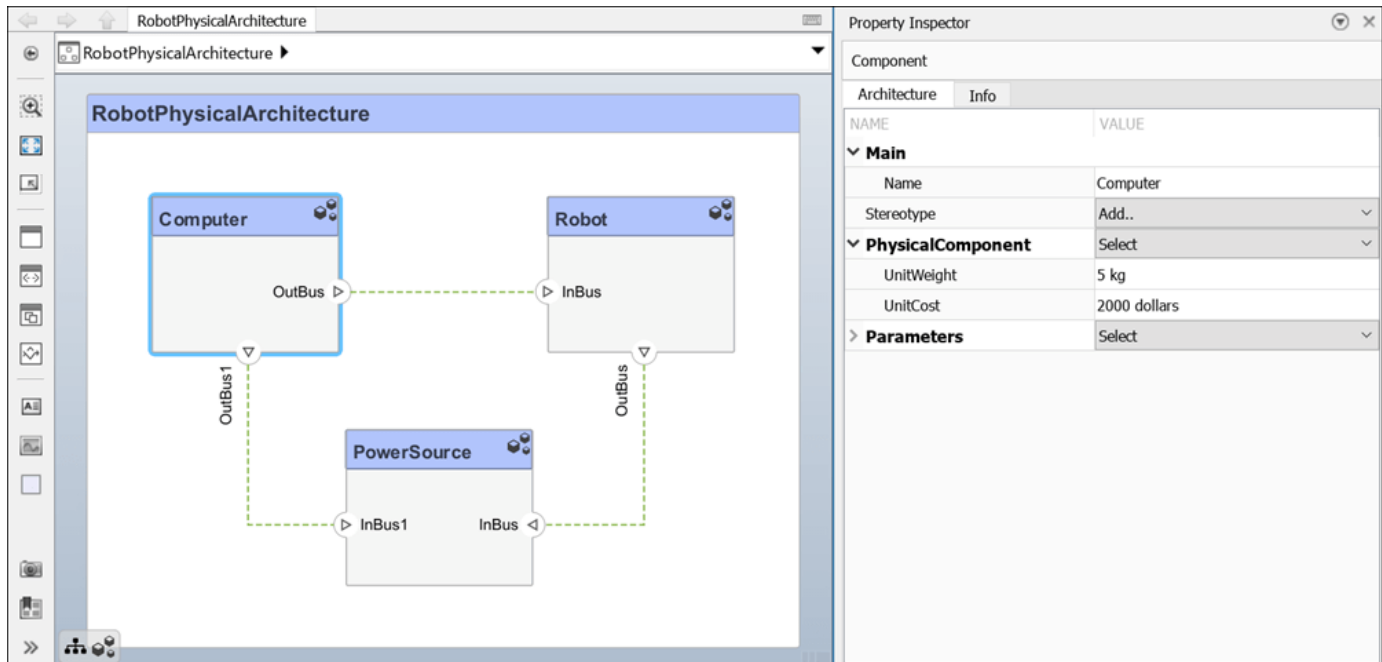 RobotPhysicalArchitecture
RobotPhysicalArchitecture
RobotPhysicalArchitecture
Computer
Robot
OutBus
InBus
OutBus1
OutBus
PowerSource
InBus1
InBus
Property Inspector
Component
Architecture
Info
NAME VALUE
Main
Name Computer
Stereotype Add..
PhysicalComponent Select
UnitWeight 5 kg
UnitCost 2000 dollars
Parameters Select